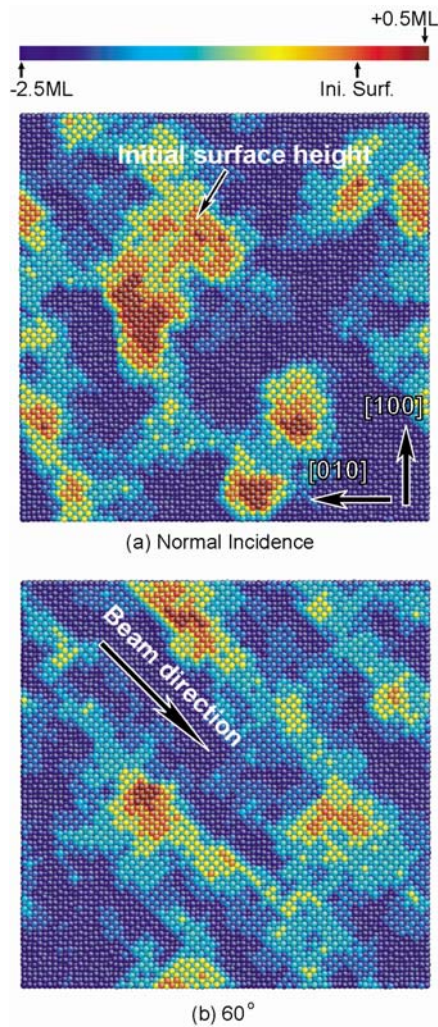 +0.5ML
-2.5ML
Ini. Surf.
Initial surface height
[100]
[010]
(a) Normal Incidence
Beam direction
(b) 60°